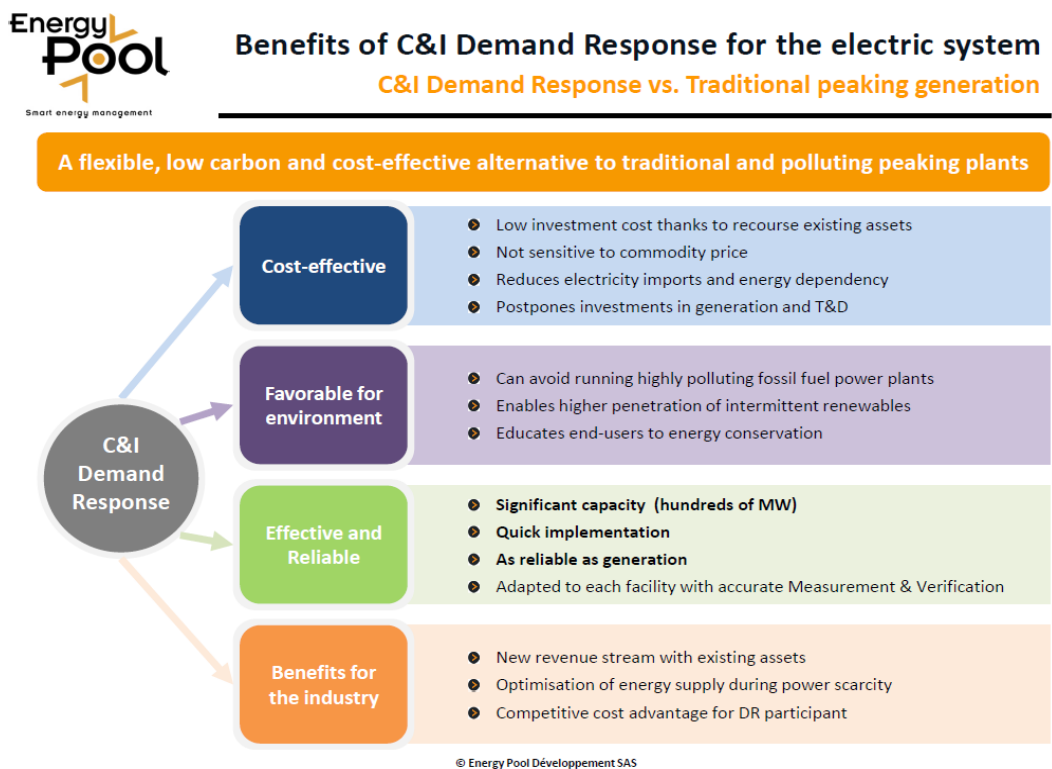 Energy
Pool
Smart energy management
Benefits of C&I Demand Response for the electric system
C&I Demand Response vs. Traditional peaking generation
A flexible, low carbon and cost-effective alternative to traditional and polluting peaking plants
C&I
Demand
Response
Cost-effective
Low investment cost thanks to recourse existing assets
Not sensitive to commodity price
Reduces electricity imports and energy dependency
Postpones investments in generation and T&D
Favorable for
environment
Can avoid running highly polluting fossil fuel power plants
Enables higher penetration of intermittent renewables
Educates end-users to energy conservation
Effective and
Reliable
Significant capacity (hundreds of MW)
Quick implementation
As reliable as generation
Adapted to each facility with accurate Measurement & Verification
Benefits for
the industry
New revenue stream with existing assets
Optimisation of energy supply during power scarcity
Competitive cost advantage for DR participant
© Energy Pool Développement SAS